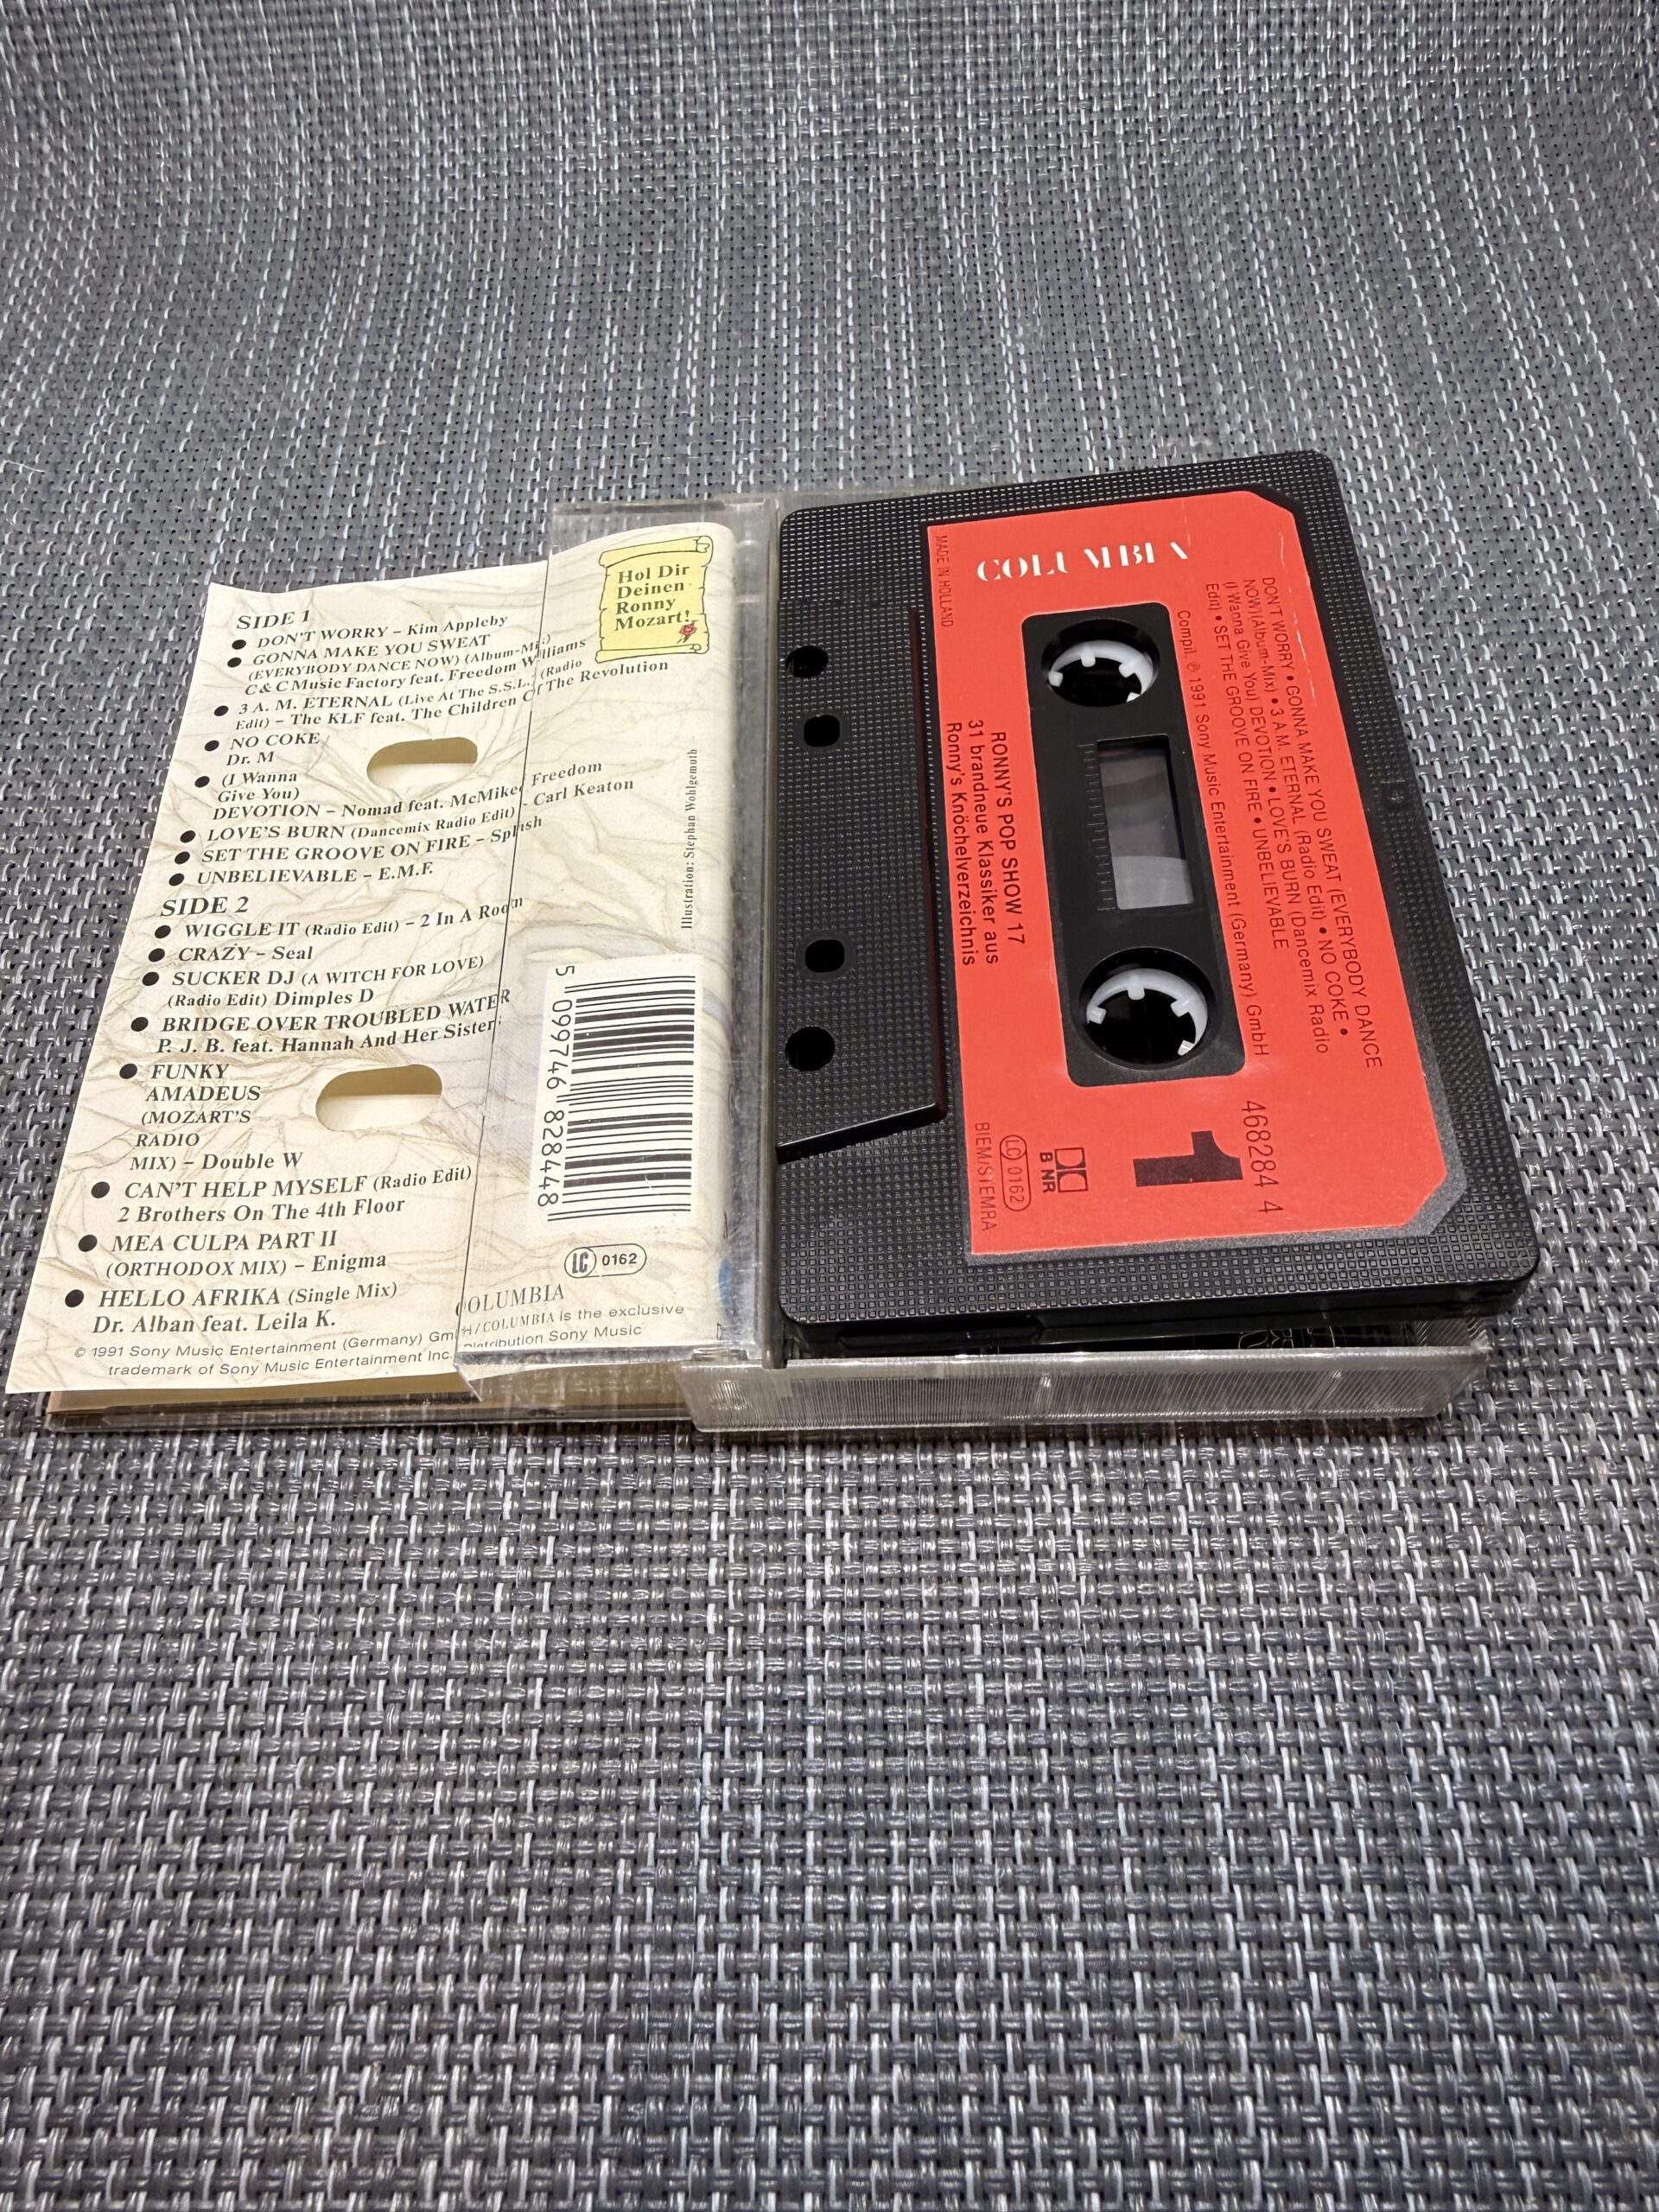 SIDE 1
● DON'T WORRY – Kim Appleby
● GONNA MAKE YOU SWEAT
(EVERYBODY DANCE NOW) (Album-Mix)
C & C Music Factory feat. Freedom Williams
● 3 A. M. ETERNAL (Live At The S.S.L.) (Radio
Edit) – The KLF feat. The Children Of The Revolution
● NO COKE
Dr. M
● (I Wanna
Give You)
DEVOTION – Nomad feat. McMikee Freedom
● LOVE'S BURN (Dancemix Radio Edit) – Carl Keaton
● SET THE GROOVE ON FIRE – Splash
● UNBELIEVABLE – E.M.F.
SIDE 2
● WIGGLE IT (Radio Edit) – 2 In A Room
● CRAZY – Seal
● SUCKER DJ (A WITCH FOR LOVE)
(Radio Edit) Dimples D
● BRIDGE OVER TROUBLED WATER
P. J. B. feat. Hannah And Her Sisters
● FUNKY
AMADEUS
(MOZART'S
RADIO
MIX) – Double W
● CAN'T HELP MYSELF (Radio Edit)
2 Brothers On The 4th Floor
● MEA CULPA PART II
(ORTHODOX MIX) – Enigma
● HELLO AFRIKA (Single Mix)
Dr. Alban feat. Leila K.
© 1991 Sony Music Entertainment (Germany) GmbH/COLUMBIA is the exclusive
trademark of Sony Music Entertainment Inc. Distribution Sony Music
Hol Dir
Deinen
Ronny
Mozart!
Illustration: Stephan Wohlgemuth
5 099746 828448
LC 0162
COLUMBIA
COLUMBIA
MADE IN HOLLAND
DON'T WORRY • GONNA MAKE YOU SWEAT (EVERYBODY DANCE
NOW)(Album-Mix) • 3 A.M. ETERNAL (Radio Edit) • NO COKE •
(I Wanna Give You) DEVOTION • LOVE'S BURN (Dancemix Radio
Edit) • SET THE GROOVE ON FIRE • UNBELIEVABLE
Compil. ℗ 1991 Sony Music Entertainment (Germany) GmbH
RONNY'S POP SHOW 17
31 brandneue Klassiker aus
Ronny's Knöchelverzeichnis
468284 4
1
B NR
LC 0162
BIEM/STEMRA